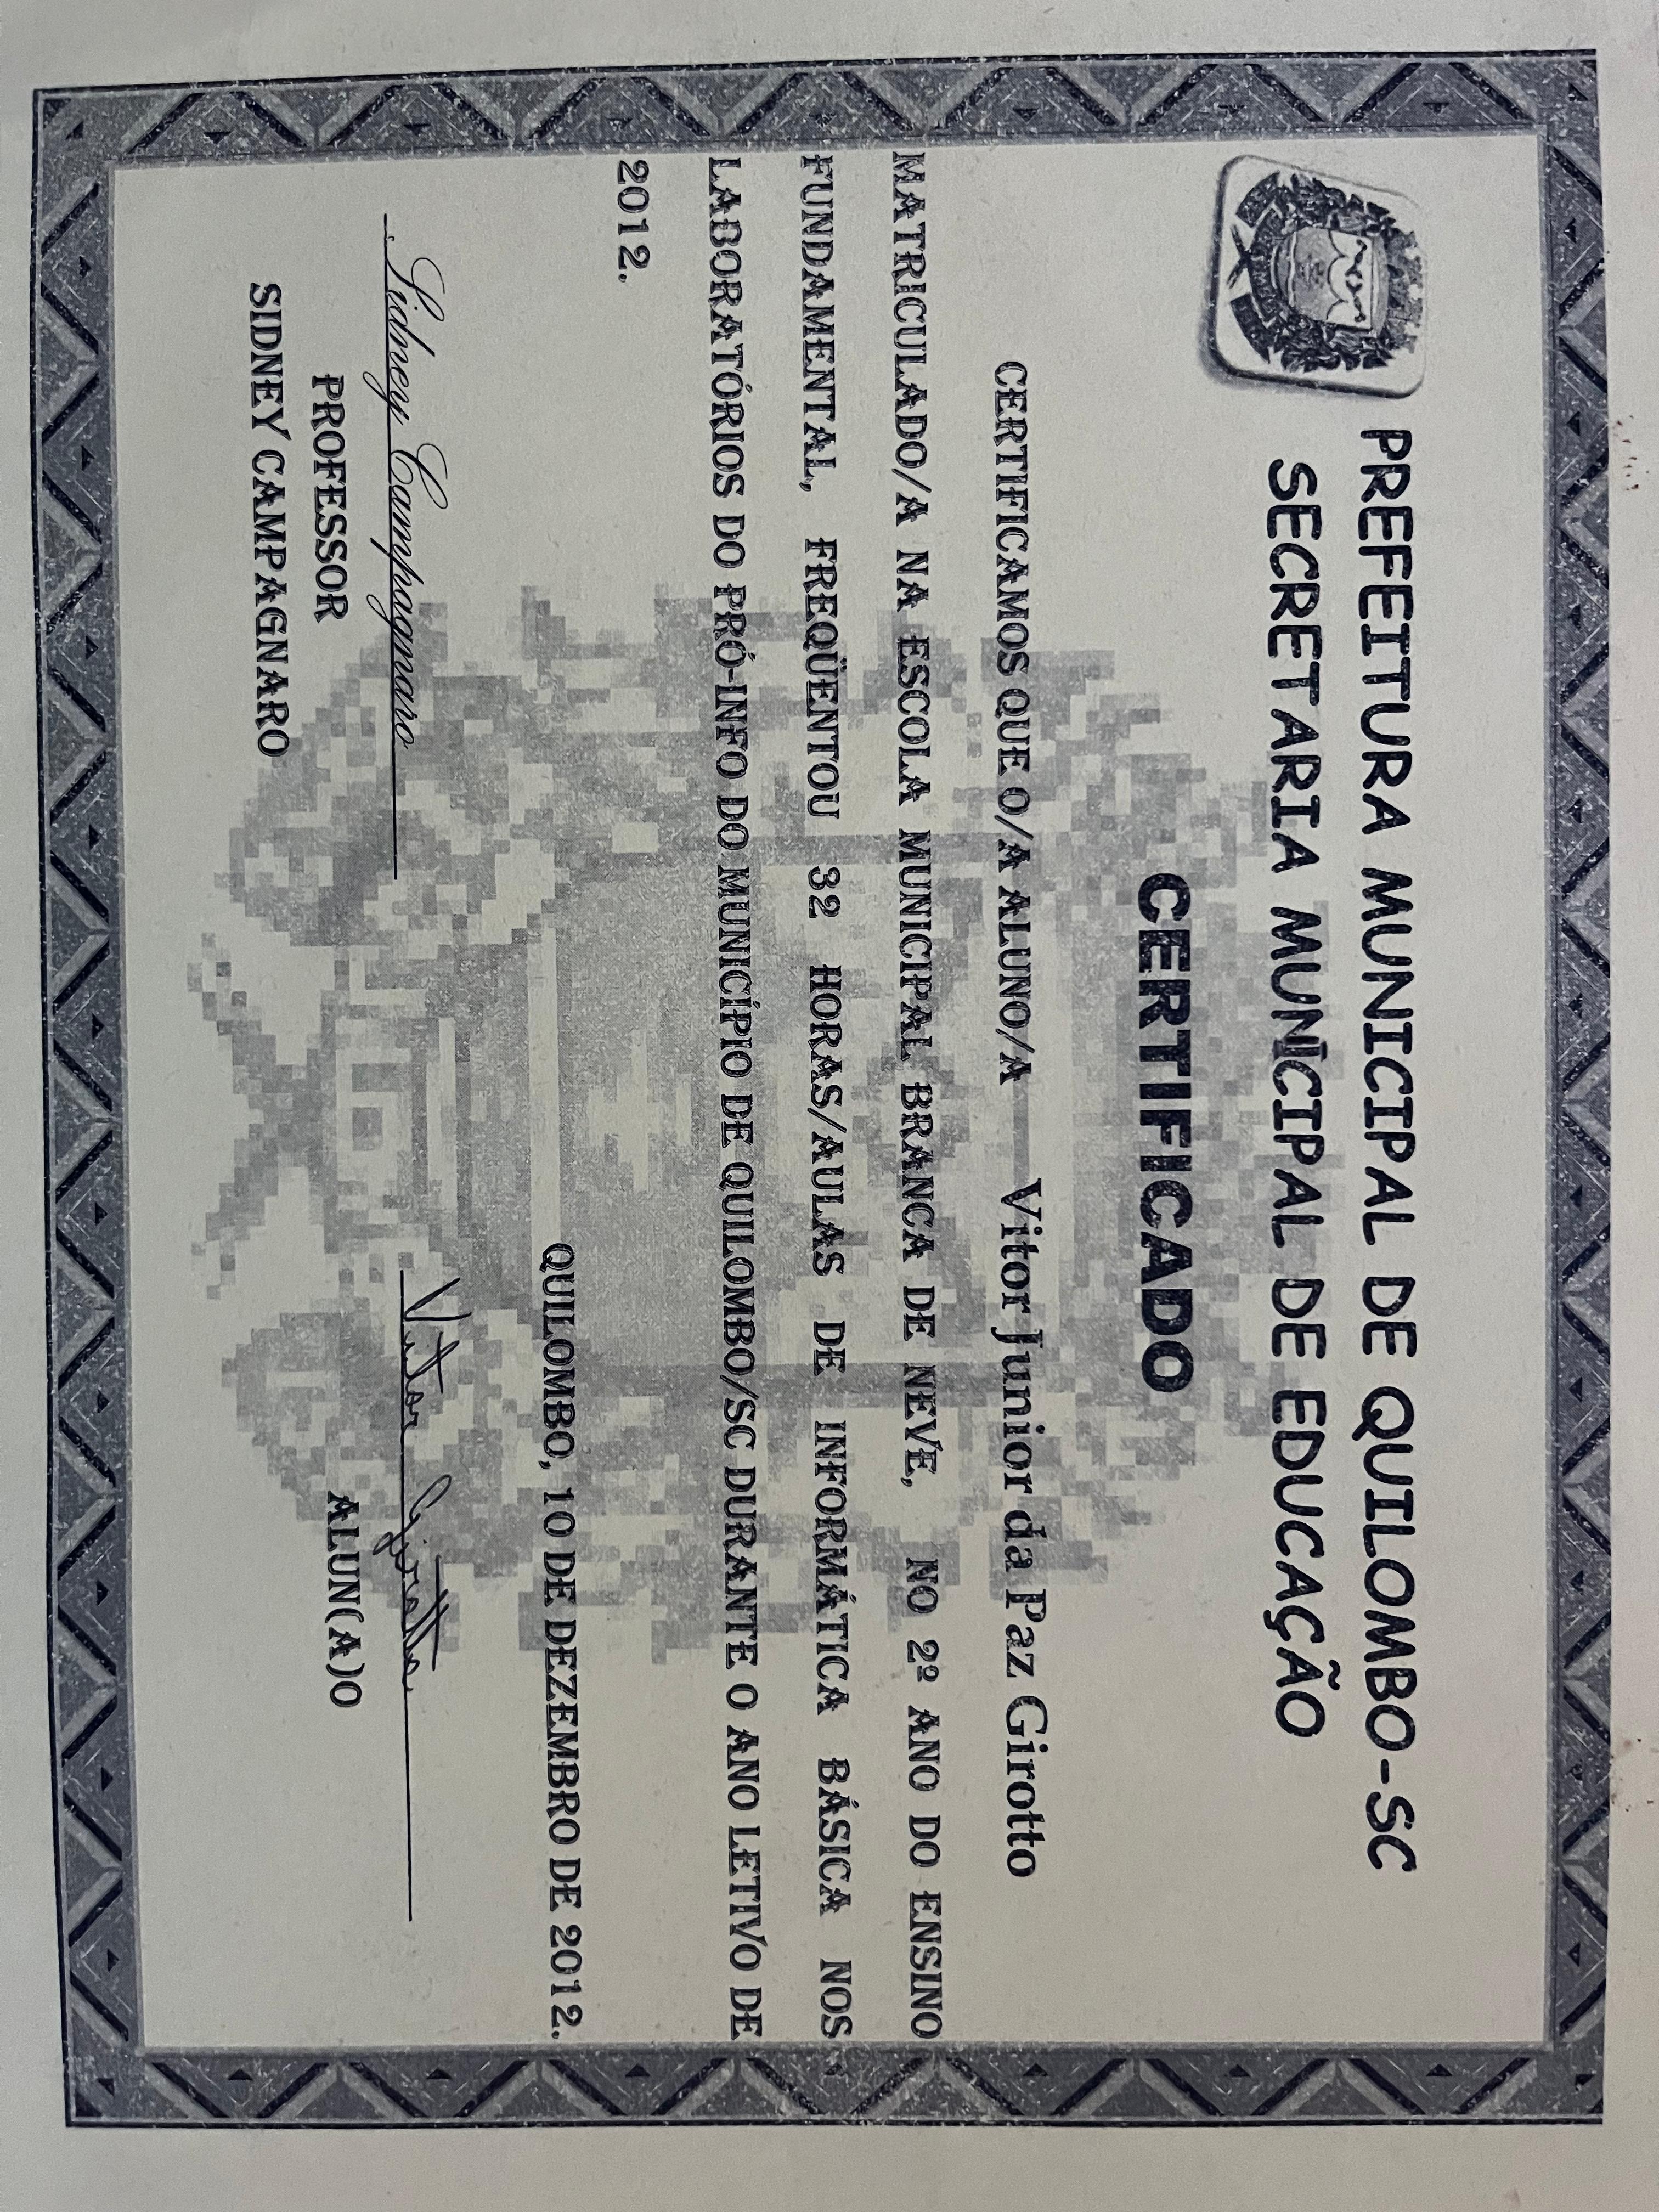 PREFEITURA MUNICIPAL DE QUILOMBO-SC
SECRETARIA MUNICIPAL DE EDUCAÇÃO
CERTIFICADO
CERTIFICAMOS QUE O/A ALUNO/A Vitor Junior da Paz Girotto
MATRICULADO/A NA ESCOLA MUNICIPAL BRANCA DE NEVE, NO 2º ANO DO ENSINO
FUNDAMENTAL, FREQÜENTOU 32 HORAS/AULAS DE INFORMÁTICA BÁSICA NOS
LABORATÓRIOS DO PRÓ-INFO DO MUNICÍPIO DE QUILOMBO/SC DURANTE O ANO LETIVO DE
2012.
QUILOMBO, 10 DE DEZEMBRO DE 2012.
Sidney Campagnaro
Vitor Girotto
PROFESSOR
ALUN(A)O
SIDNEY CAMPAGNARO